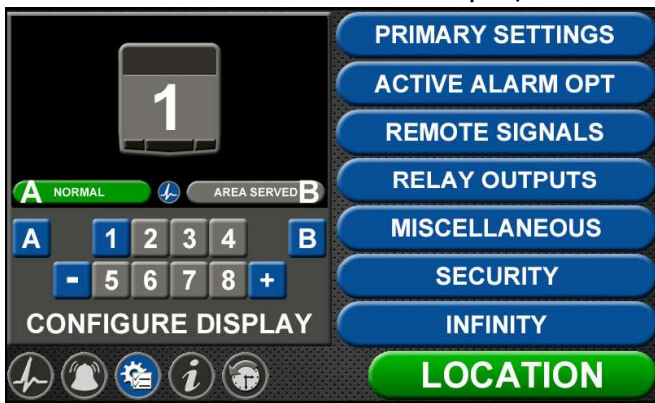 1
A NORMAL
AREA SERVED B
A 1 2 3 4 B
- 5 6 7 8 +
CONFIGURE DISPLAY
PRIMARY SETTINGS
ACTIVE ALARM OPT
REMOTE SIGNALS
RELAY OUTPUTS
MISCELLANEOUS
SECURITY
INFINITY
i
LOCATION